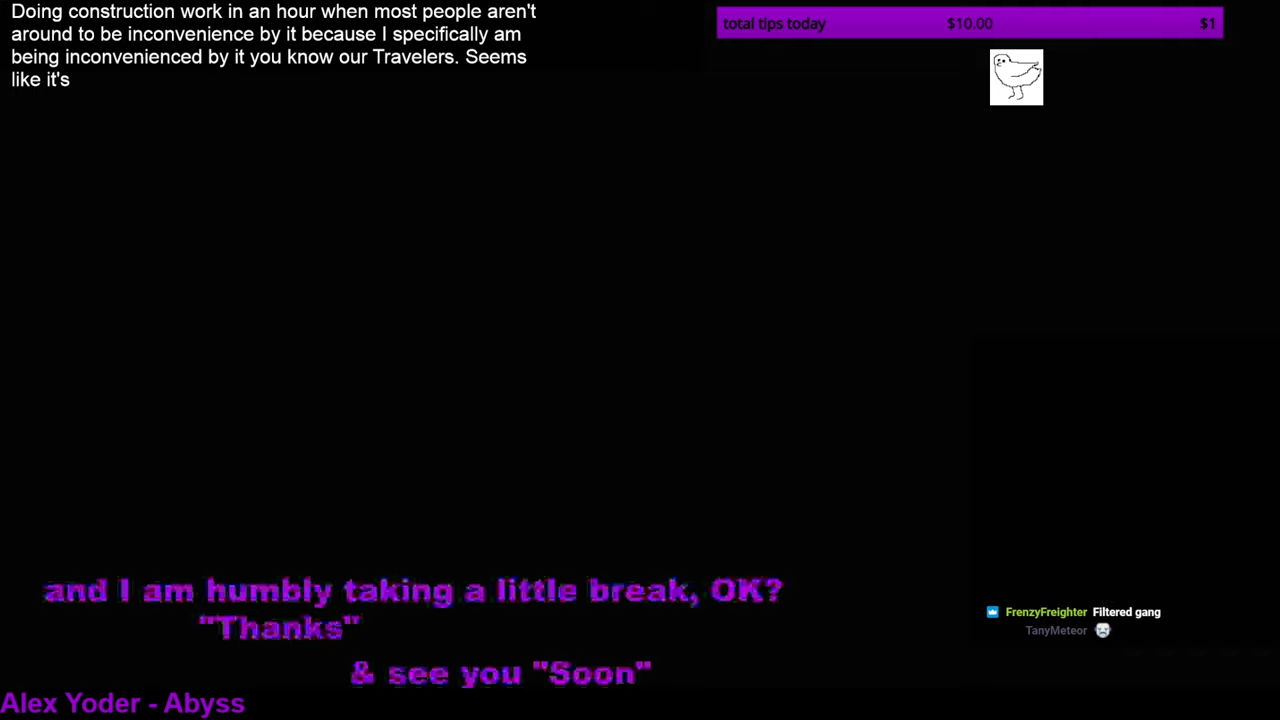 Doing construction work in an hour when most people aren't
around to be inconvenience by it because I specifically am
being inconvenienced by it you know our Travelers. Seems
like it's
total tips today $10.00 $1
and I am humbly taking a little break, OK?
"Thanks"
& see you "Soon"
FrenzyFreighter Filtered gang
TanyMeteor
Alex Yoder - Abyss